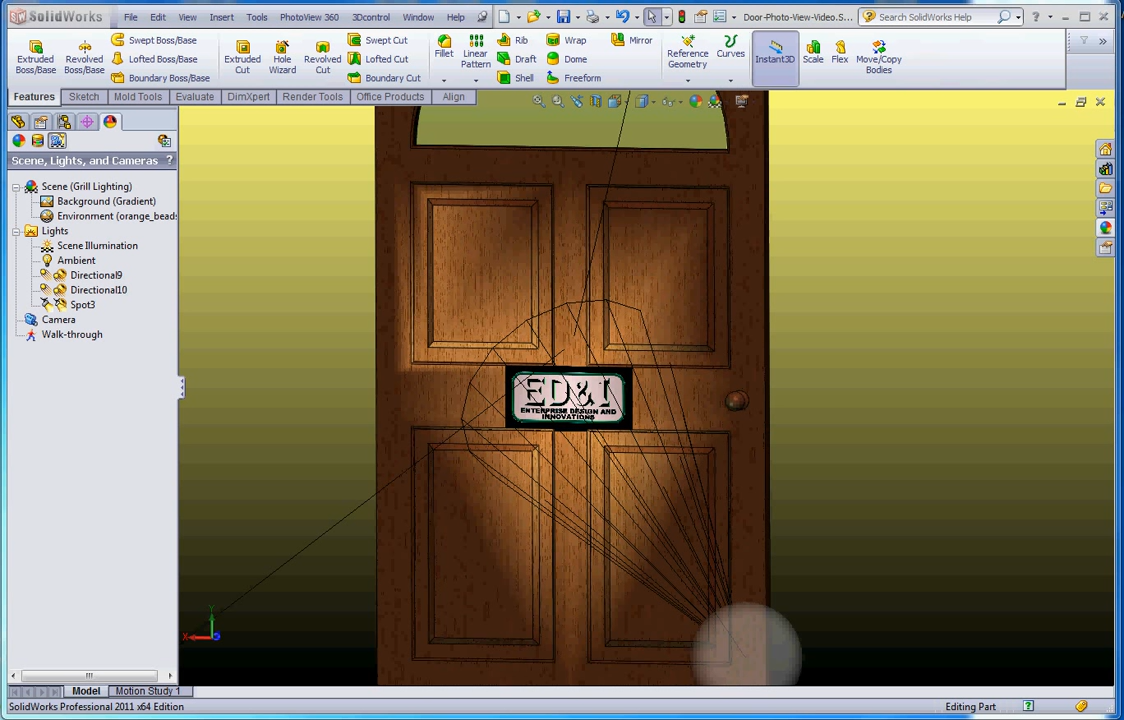 SolidWorks File Edit View Insert Tools PhotoView 360 3Dcontrol Window Help Door-Photo-View-Video.S... Search SolidWorks Help
Extruded Boss/Base
Revolved Boss/Base
Swept Boss/Base
Lofted Boss/Base
Boundary Boss/Base
Extruded Cut
Hole Wizard
Revolved Cut
Swept Cut
Lofted Cut
Boundary Cut
Fillet
Linear Pattern
Rib
Draft
Shell
Wrap
Dome
Freeform
Mirror
Reference Geometry
Curves
Instant3D
Scale
Flex
Move/Copy Bodies
Features Sketch Mold Tools Evaluate DimXpert Render Tools Office Products Align
Scene, Lights, and Cameras ?
Scene (Grill Lighting)
Background (Gradient)
Environment (orange_beads
Lights
Scene Illumination
Ambient
Directional9
Directional10
Spot3
Camera
Walk-through
ED&I
ENTERPRISE DESIGN AND
INNOVATIONS
Y
X
Model Motion Study 1
SolidWorks Professional 2011 x64 Edition Editing Part